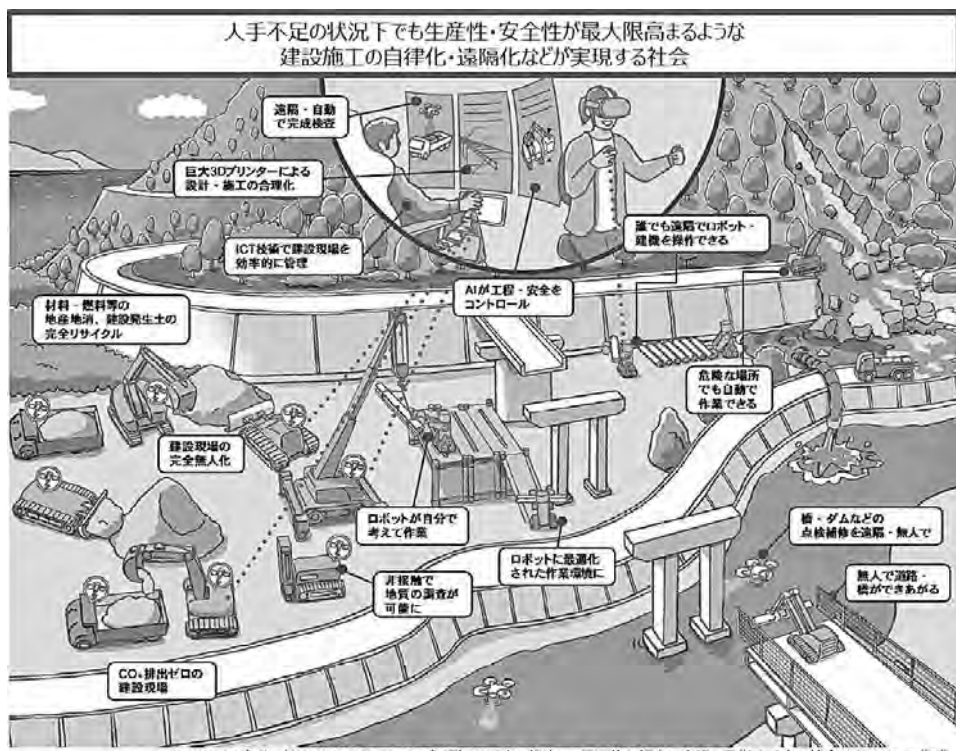 人手不足の状況下でも生産性・安全性が最大限高まるような
建設施工の自律化・遠隔化などが実現する社会
遠隔・自動
で完成検査
巨大3Dプリンターによる
設計・施工の合理化
ICT技術で建設現場を
効率的に管理
誰でも遠隔でロボット・
建機を操作できる
AIが工程・安全を
コントロール
材料・燃料等の
地産地消、建設発生土の
完全リサイクル
危険な場所
でも自動で
作業できる
建設現場の
完全無人化
ロボットが自分で
考えて作業
ロボットに最適化
された作業環境に
橋・ダムなどの
点検補修を遠隔・無人で
非接触で
地質の調査が
可能に
無人で道路・
橋ができあがる
CO₂排出ゼロの
建設現場